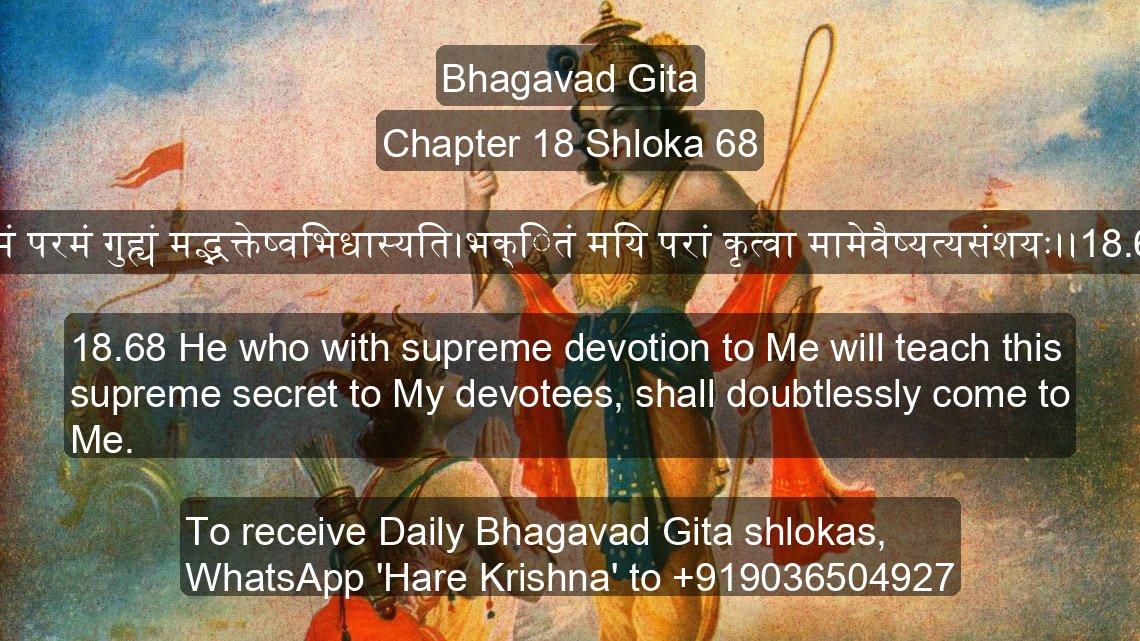 Bhagavad Gita
Chapter 18 Shloka 68
परमं गुह्यं मद्भक्तेष्वभिधास्यति।भक्ितं मयि परां कृत्वा मामेवैष्यत्यसंशयः।।18.
18.68 He who with supreme devotion to Me will teach this
supreme secret to My devotees, shall doubtlessly come to
Me.
To receive Daily Bhagavad Gita shlokas,
WhatsApp 'Hare Krishna' to +919036504927